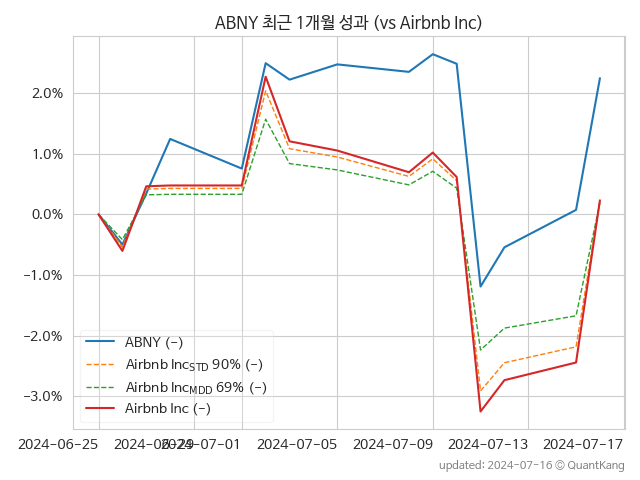 ABNY 최근 1개월 성과 (vs Airbnb Inc)
2.0%
1.0%
0.0%
−1.0%
−2.0%
−3.0%
ABNY (-)
Airbnb IncSTD 90% (-)
Airbnb IncMDD 69% (-)
Airbnb Inc (-)
2024-06-25 2024-06-29 2024-07-01 2024-07-05 2024-07-09 2024-07-13 2024-07-17
updated: 2024-07-16 © QuantKang